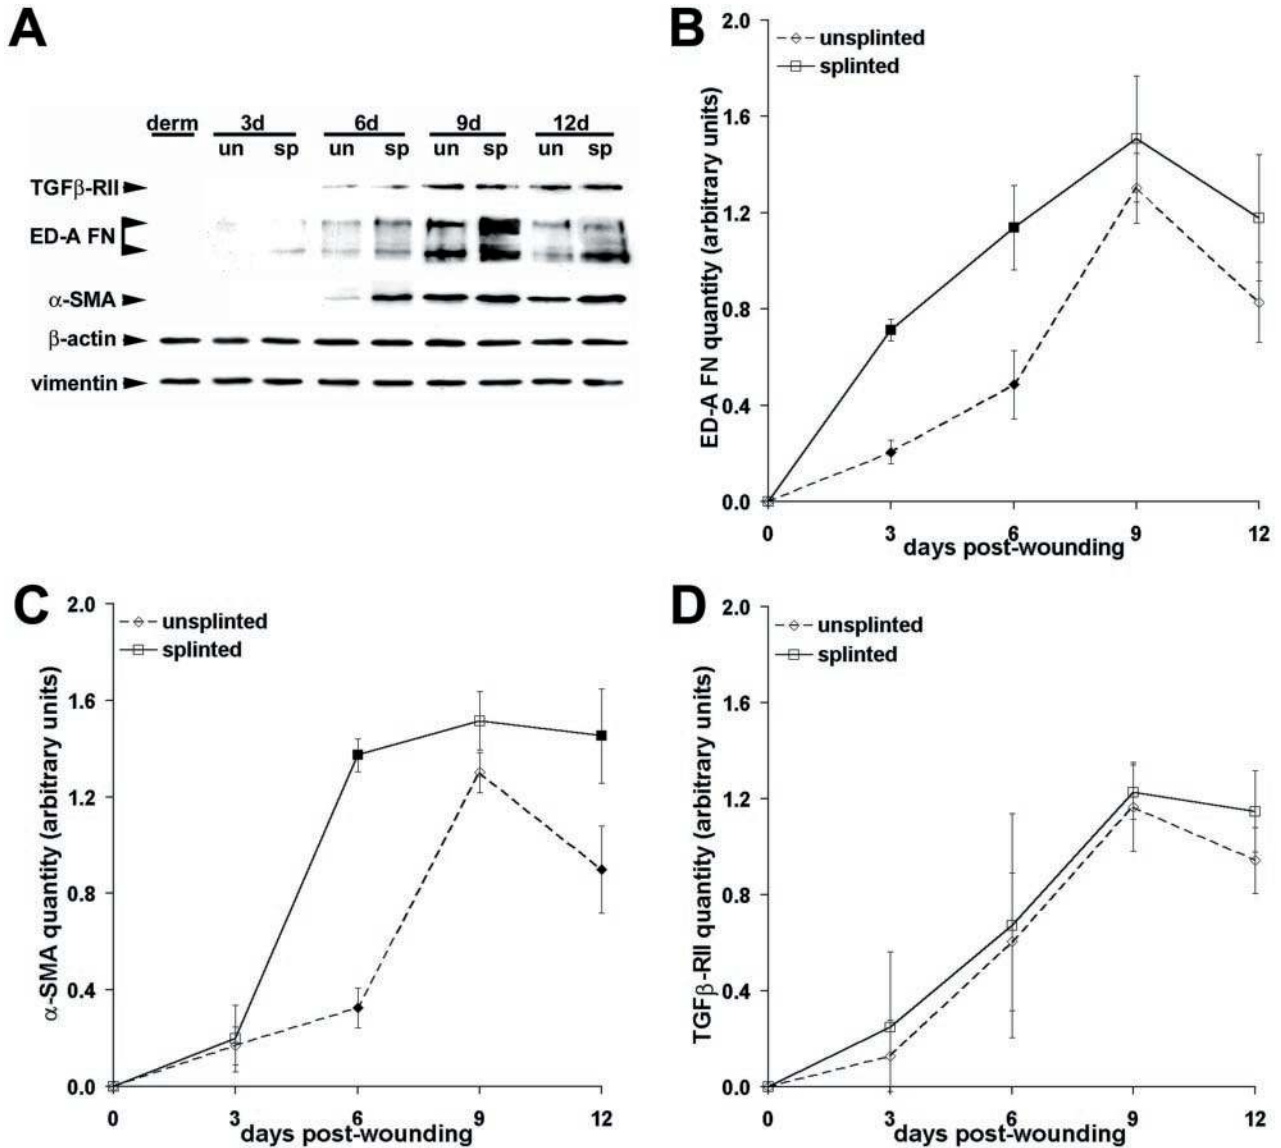 A
derm 3d 6d 9d 12d
un sp un sp un sp un sp
TGFβ-RII
ED-A FN
α-SMA
β-actin
vimentin
B
unsplinted
splinted
ED-A FN quantity (arbitrary units)
2.0
1.6
1.2
0.8
0.4
0.0
0 3 6 9 12
days post-wounding
C
unsplinted
splinted
α-SMA quantity (arbitrary units)
2.0
1.6
1.2
0.8
0.4
0.0
0 3 6 9 12
days post-wounding
D
unsplinted
splinted
TGFβ-RII quantity (arbitrary units)
2.0
1.6
1.2
0.8
0.4
0.0
0 3 6 9 12
days post-wounding